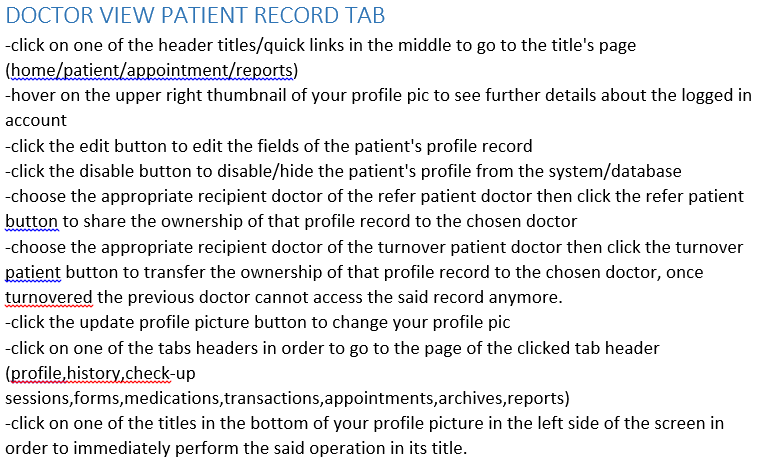 DOCTOR VIEW PATIENT RECORD TAB
-click on one of the header titles/quick links in the middle to go to the title's page
(home/patient/appointment/reports)
-hover on the upper right thumbnail of your profile pic to see further details about the logged in
account
-click the edit button to edit the fields of the patient's profile record
-click the disable button to disable/hide the patient's profile from the system/database
-choose the appropriate recipient doctor of the refer patient doctor then click the refer patient
button to share the ownership of that profile record to the chosen doctor
-choose the appropriate recipient doctor of the turnover patient doctor then click the turnover
patient button to transfer the ownership of that profile record to the chosen doctor, once
turnovered the previous doctor cannot access the said record anymore.
-click the update profile picture button to change your profile pic
-click on one of the tabs headers in order to go to the page of the clicked tab header
(profile,history,check-up
sessions,forms,medications,transactions,appointments,archives,reports)
-click on one of the titles in the bottom of your profile picture in the left side of the screen in
order to immediately perform the said operation in its title.